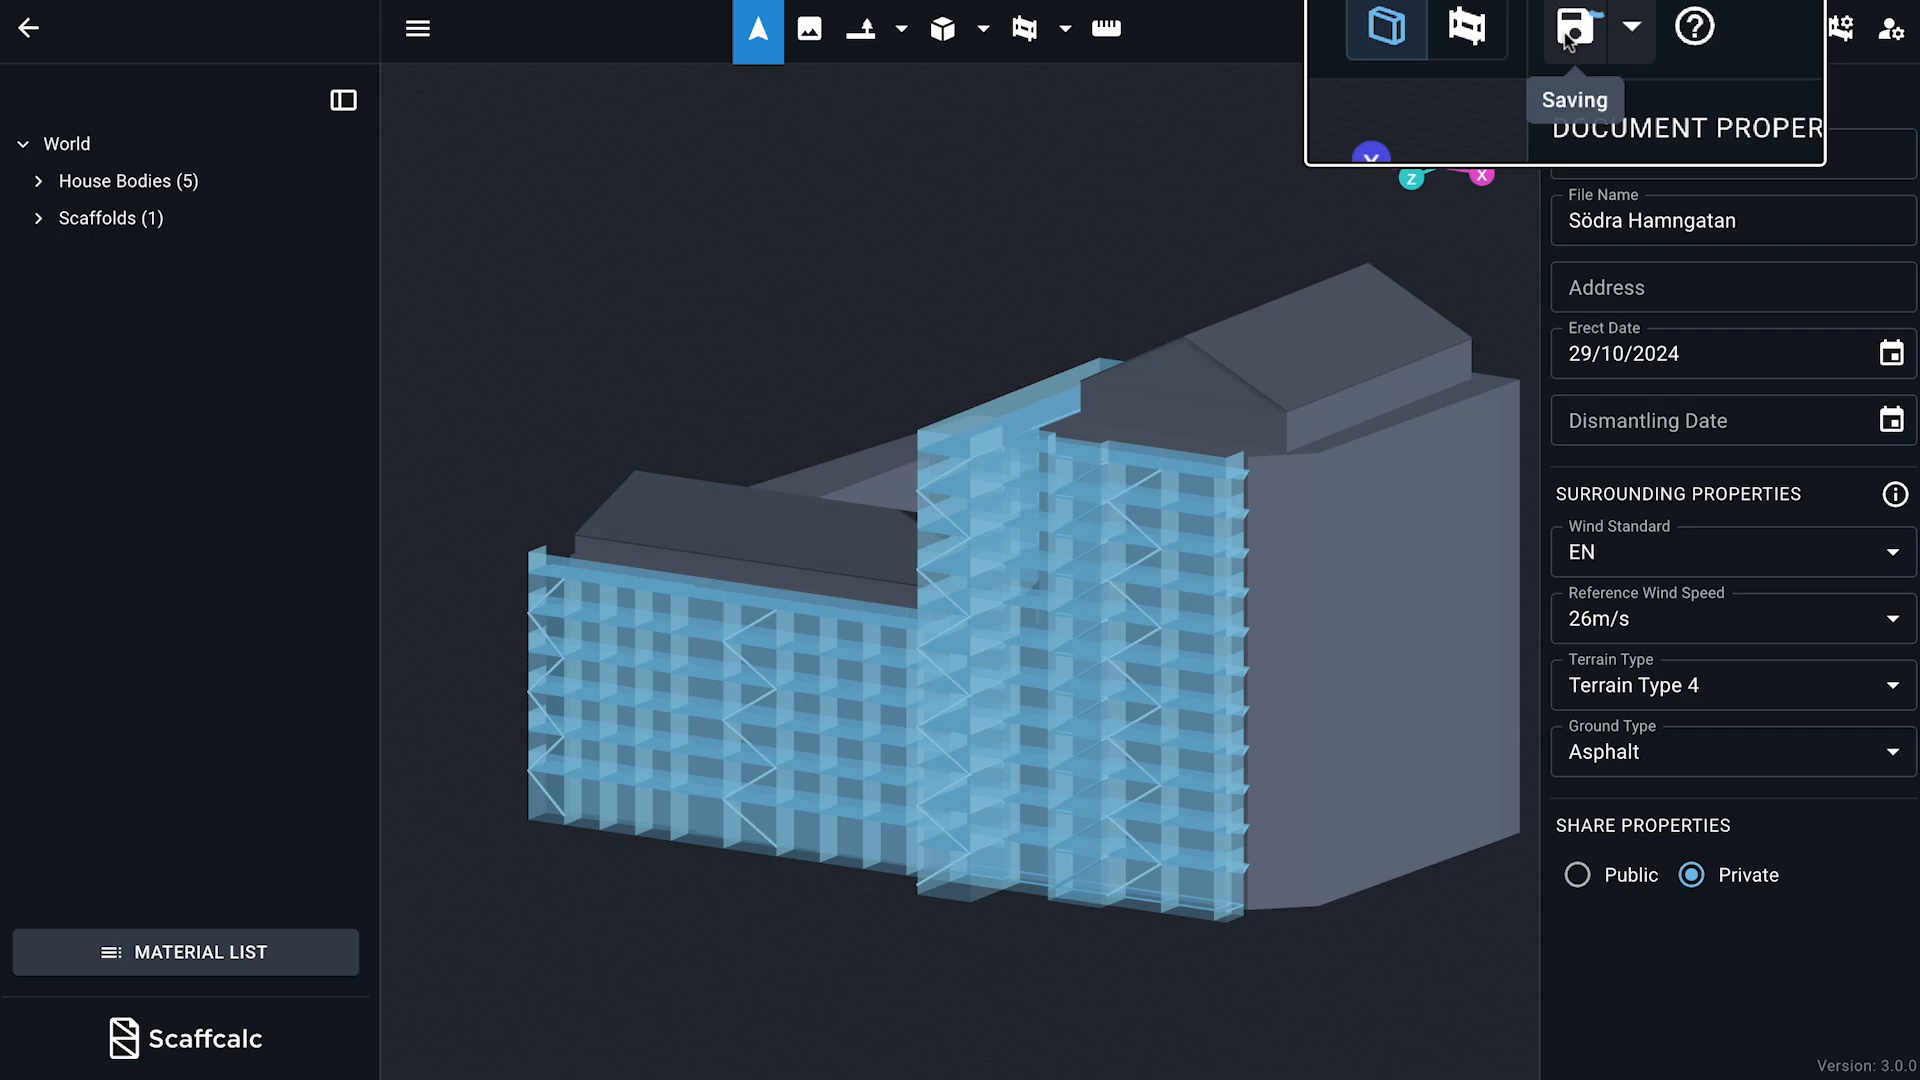 Saving
DOCUMENT PROPER
Y
Z
X
World
House Bodies (5)
Scaffolds (1)
File Name
Södra Hamngatan
Address
Erect Date
29/10/2024
Dismantling Date
SURROUNDING PROPERTIES
Wind Standard
EN
Reference Wind Speed
26m/s
Terrain Type
Terrain Type 4
Ground Type
Asphalt
SHARE PROPERTIES
Public
Private
MATERIAL LIST
Scaffcalc
Version: 3.0.0